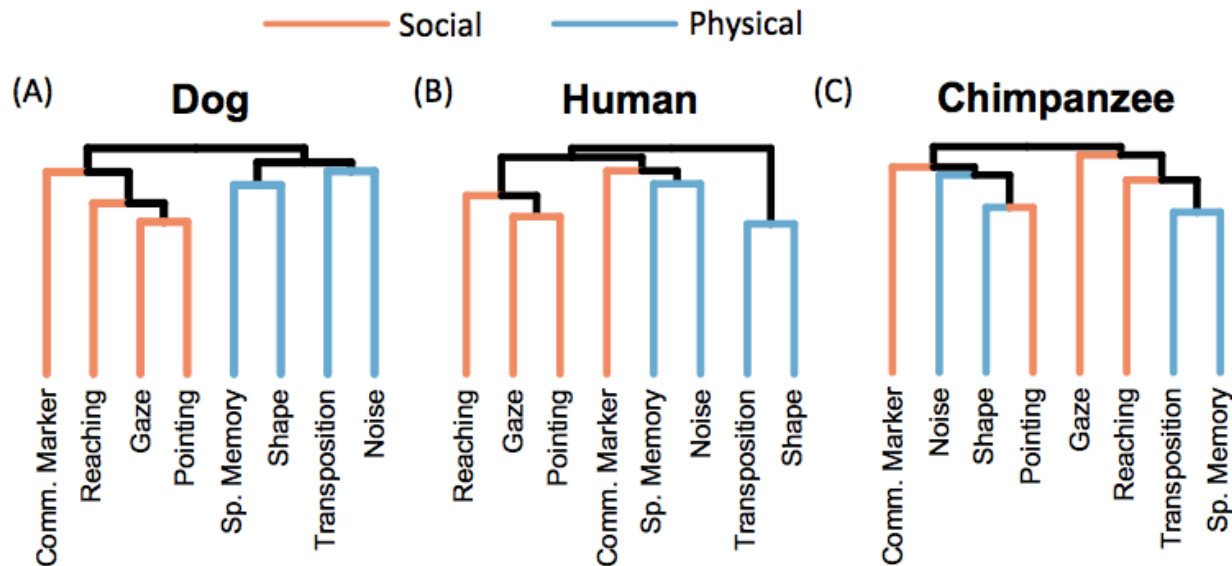 Social Physical
(A) Dog
(B) Human
(C) Chimpanzee
Comm. Marker
Reaching
Gaze
Pointing
Sp. Memory
Shape
Transposition
Noise
Reaching
Gaze
Pointing
Comm. Marker
Sp. Memory
Noise
Transposition
Shape
Comm. Marker
Noise
Shape
Pointing
Gaze
Reaching
Transposition
Sp. Memory